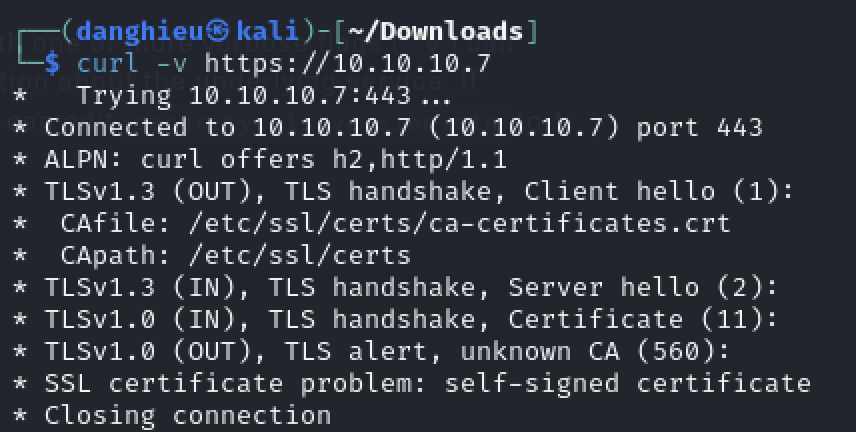 ┌──(danghieu㉿kali)-[~/Downloads]
└─$ curl -v https://10.10.10.7
*   Trying 10.10.10.7:443...
* Connected to 10.10.10.7 (10.10.10.7) port 443
* ALPN: curl offers h2,http/1.1
* TLSv1.3 (OUT), TLS handshake, Client hello (1):
*  CAfile: /etc/ssl/certs/ca-certificates.crt
*  CApath: /etc/ssl/certs
* TLSv1.3 (IN), TLS handshake, Server hello (2):
* TLSv1.0 (IN), TLS handshake, Certificate (11):
* TLSv1.0 (OUT), TLS alert, unknown CA (560):
* SSL certificate problem: self-signed certificate
* Closing connection